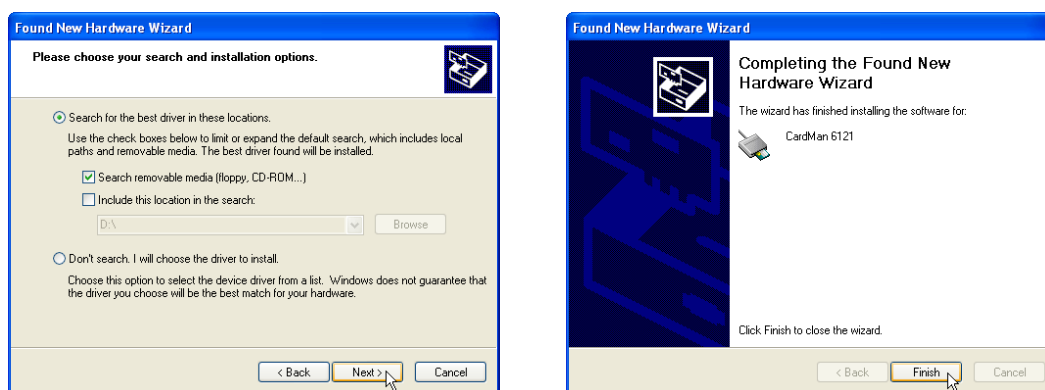 Found New Hardware Wizard
Please choose your search and installation options.
Search for the best driver in these locations.
Use the check boxes below to limit or expand the default search, which includes local
paths and removable media. The best driver found will be installed.
Search removable media (floppy, CD-ROM...)
Include this location in the search:
D:\
Browse
Don't search. I will choose the driver to install.
Choose this option to select the device driver from a list. Windows does not guarantee that
the driver you choose will be the best match for your hardware.
< Back
Next >
Cancel
Found New Hardware Wizard
Completing the Found New
Hardware Wizard
The wizard has finished installing the software for:
CardMan 6121
Click Finish to close the wizard.
< Back
Finish
Cancel